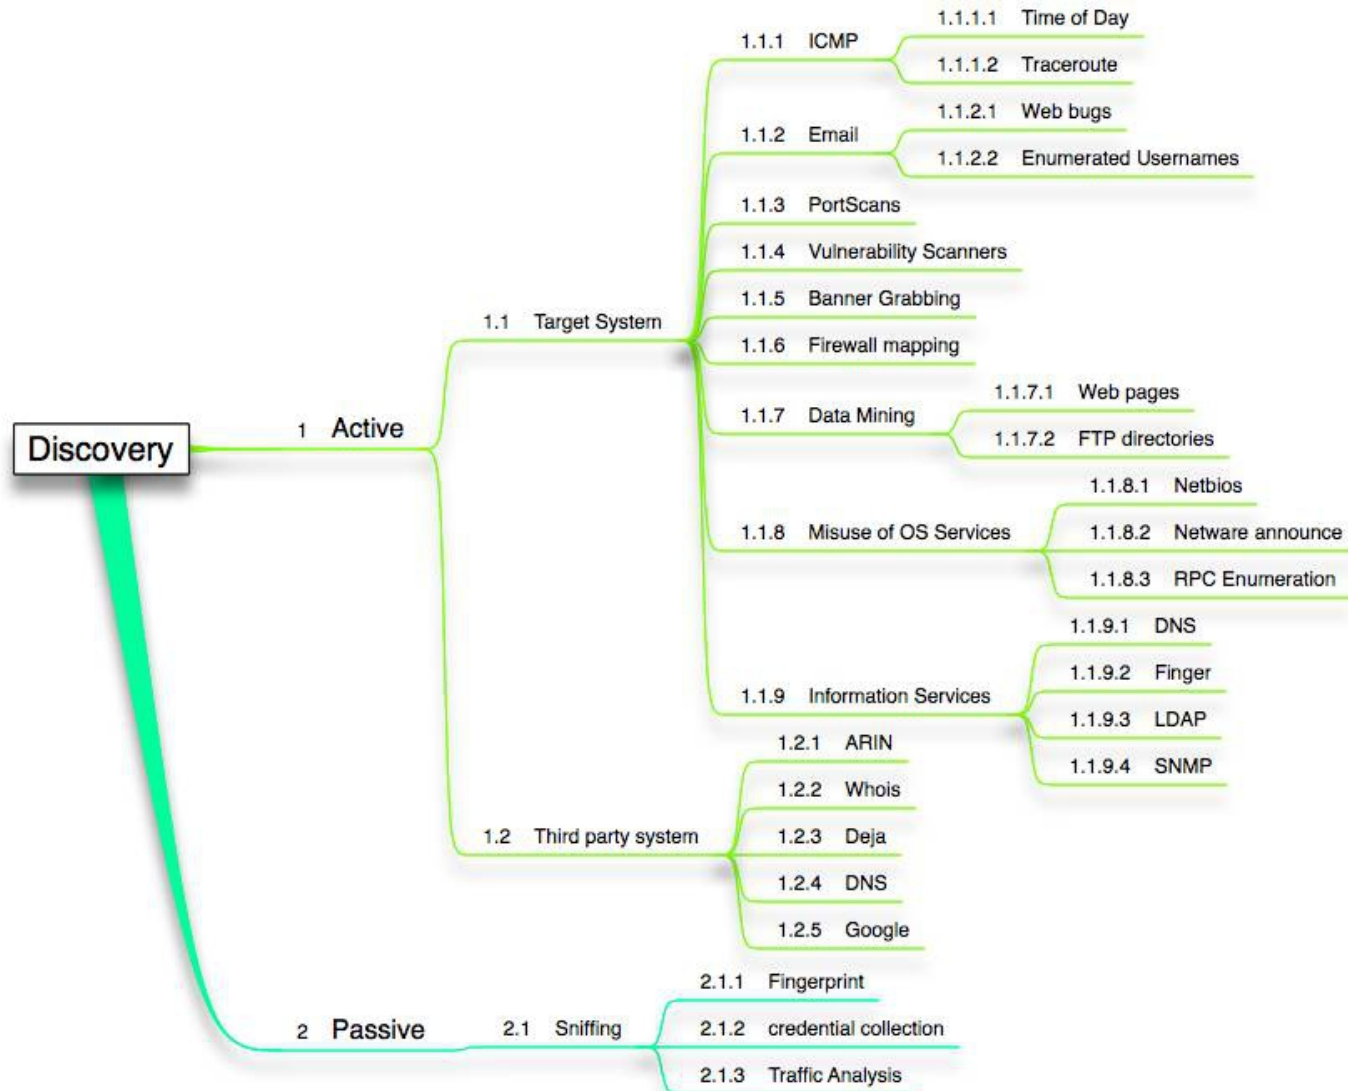 Discovery
1 Active
1.1 Target System
1.1.1 ICMP
1.1.1.1 Time of Day
1.1.1.2 Traceroute
1.1.2 Email
1.1.2.1 Web bugs
1.1.2.2 Enumerated Usernames
1.1.3 PortScans
1.1.4 Vulnerability Scanners
1.1.5 Banner Grabbing
1.1.6 Firewall mapping
1.1.7 Data Mining
1.1.7.1 Web pages
1.1.7.2 FTP directories
1.1.8 Misuse of OS Services
1.1.8.1 Netbios
1.1.8.2 Netware announce
1.1.8.3 RPC Enumeration
1.1.9 Information Services
1.1.9.1 DNS
1.1.9.2 Finger
1.1.9.3 LDAP
1.1.9.4 SNMP
1.2 Third party system
1.2.1 ARIN
1.2.2 Whois
1.2.3 Deja
1.2.4 DNS
1.2.5 Google
2 Passive
2.1 Sniffing
2.1.1 Fingerprint
2.1.2 credential collection
2.1.3 Traffic Analysis